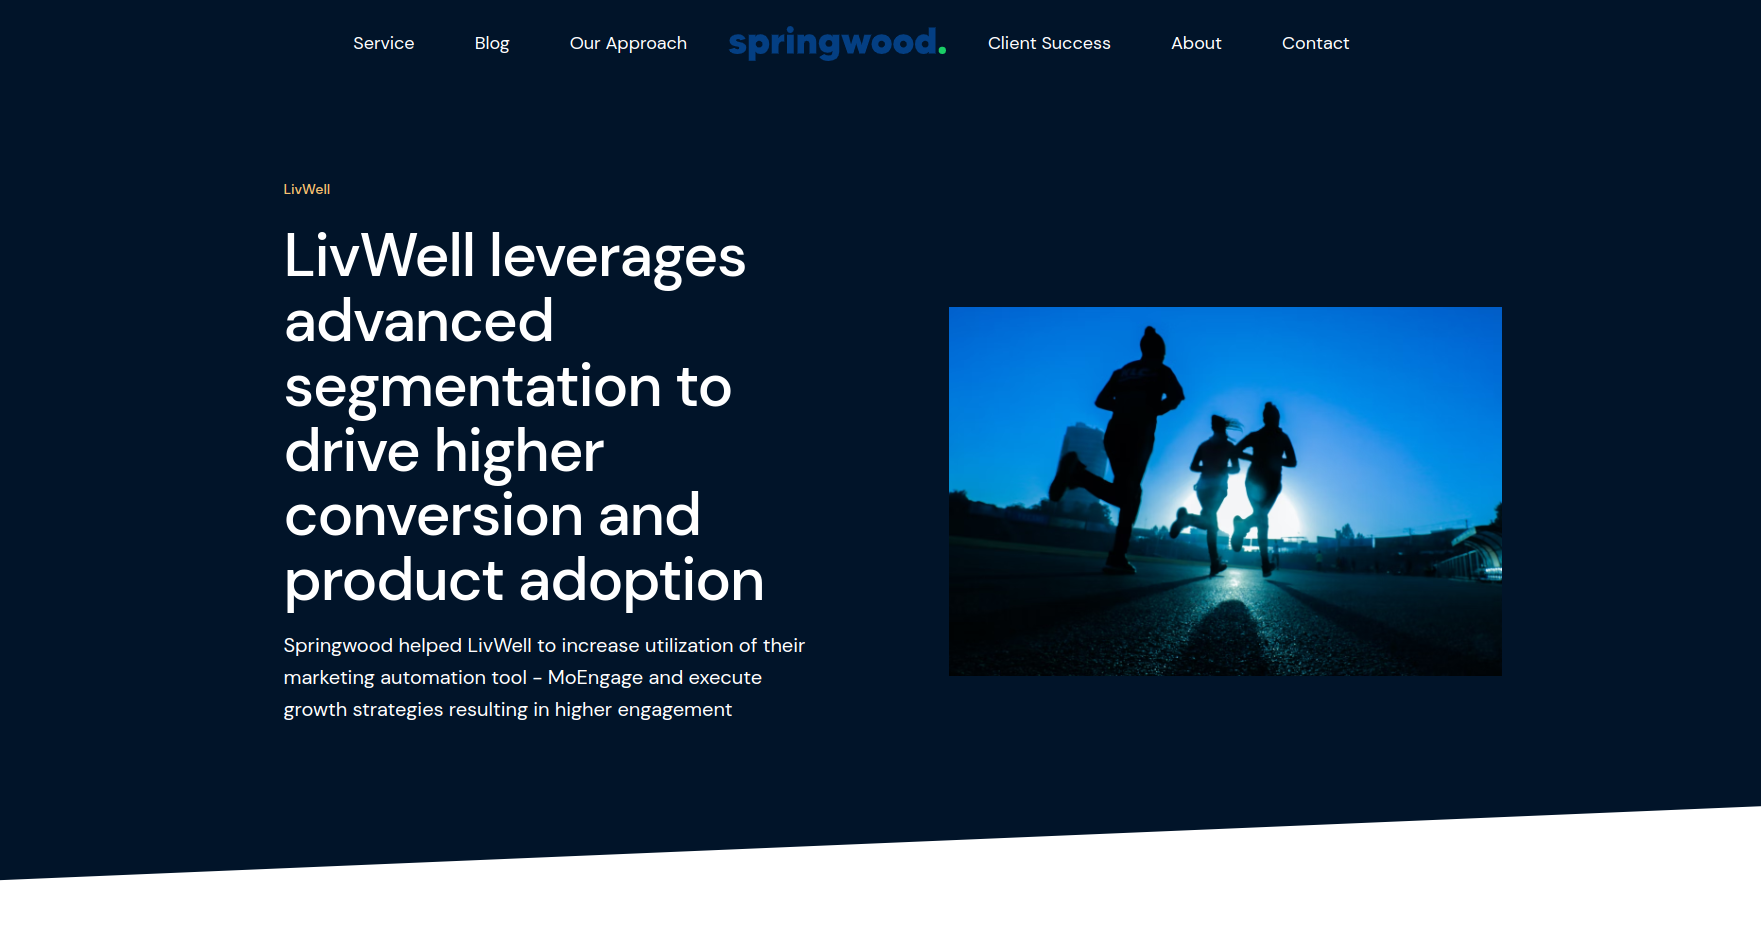 Service Blog Our Approach springwood. Client Success About Contact
LivWell
LivWell leverages
advanced
segmentation to
drive higher
conversion and
product adoption
Springwood helped LivWell to increase utilization of their
marketing automation tool - MoEngage and execute
growth strategies resulting in higher engagement